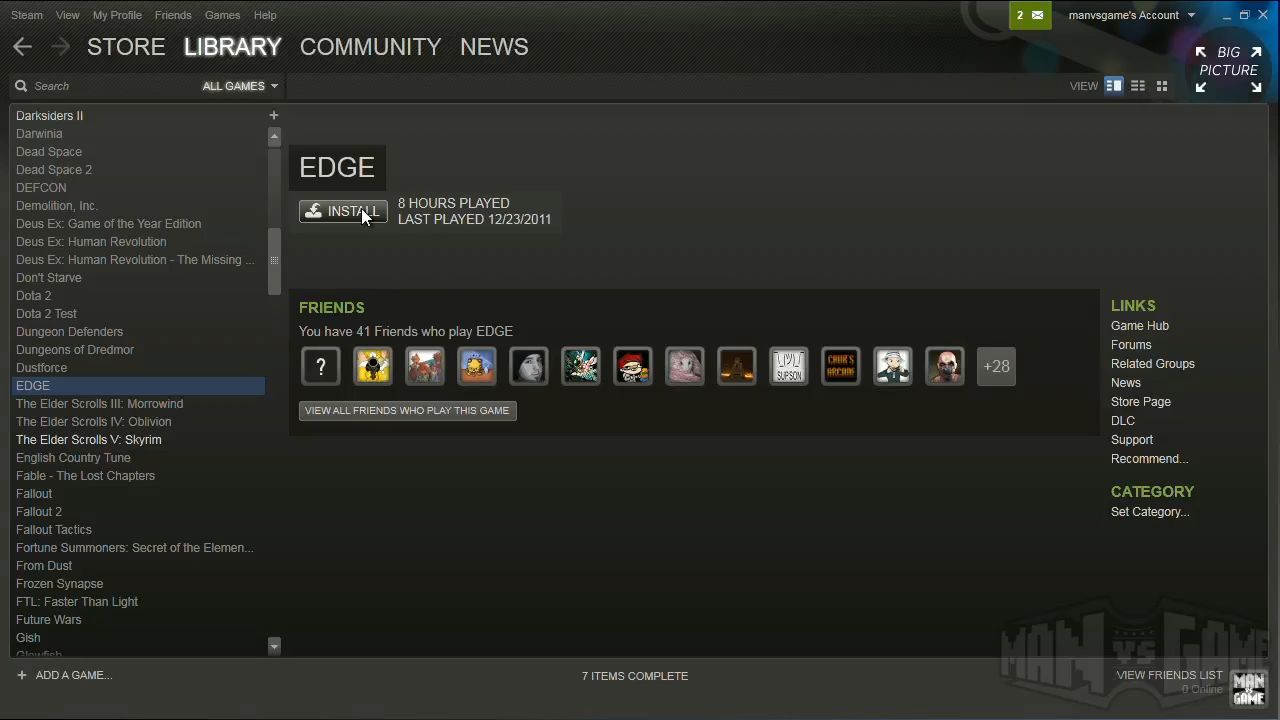 Steam View My Profile Friends Games Help
2 manvsgame's Account
STORE LIBRARY COMMUNITY NEWS
BIG
PICTURE
Search ALL GAMES
VIEW
Darksiders II +
Darwinia
Dead Space
Dead Space 2
DEFCON
Demolition, Inc.
Deus Ex: Game of the Year Edition
Deus Ex: Human Revolution
Deus Ex: Human Revolution - The Missing ...
Don't Starve
Dota 2
Dota 2 Test
Dungeon Defenders
Dungeons of Dredmor
Dustforce
EDGE
The Elder Scrolls III: Morrowind
The Elder Scrolls IV: Oblivion
The Elder Scrolls V: Skyrim
English Country Tune
Fable - The Lost Chapters
Fallout
Fallout 2
Fallout Tactics
Fortune Summoners: Secret of the Elemen...
From Dust
Frozen Synapse
FTL: Faster Than Light
Future Wars
Gish
Glowfish
EDGE
INSTALL
8 HOURS PLAYED
LAST PLAYED 12/23/2011
FRIENDS
You have 41 Friends who play EDGE
?
SUPSON
CHUB'S
ARCADE
+28
VIEW ALL FRIENDS WHO PLAY THIS GAME
LINKS
Game Hub
Forums
Related Groups
News
Store Page
DLC
Support
Recommend...
CATEGORY
Set Category...
MAN VS GAME
+ ADD A GAME...
7 ITEMS COMPLETE
VIEW FRIENDS LIST
0 Online
MAN
VS
GAME